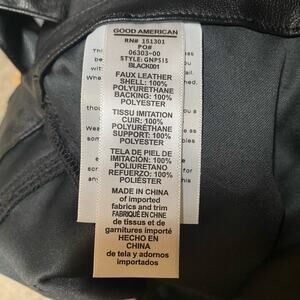 GOOD AMERICAN
RN# 151301
PO#
06303-00
STYLE: GNPS15
BLACK001
FAUX LEATHER
SHELL: 100%
POLYURETHANE
BACKING: 100%
POLYESTER
TISSU IMITATION
CUIR: 100%
POLYURÉTHANE
SUPPORT: 100%
POLYESTER
TELA DE PIEL DE
IMITACIÓN: 100%
POLIURETANO
REFUERZO: 100%
POLIÉSTER
MADE IN CHINA
of imported
fabrics and trim
FABRIQUÉ EN CHINE
de tissus et de
garnitures importé
HECHO EN
CHINA
de tela y adornos
importados